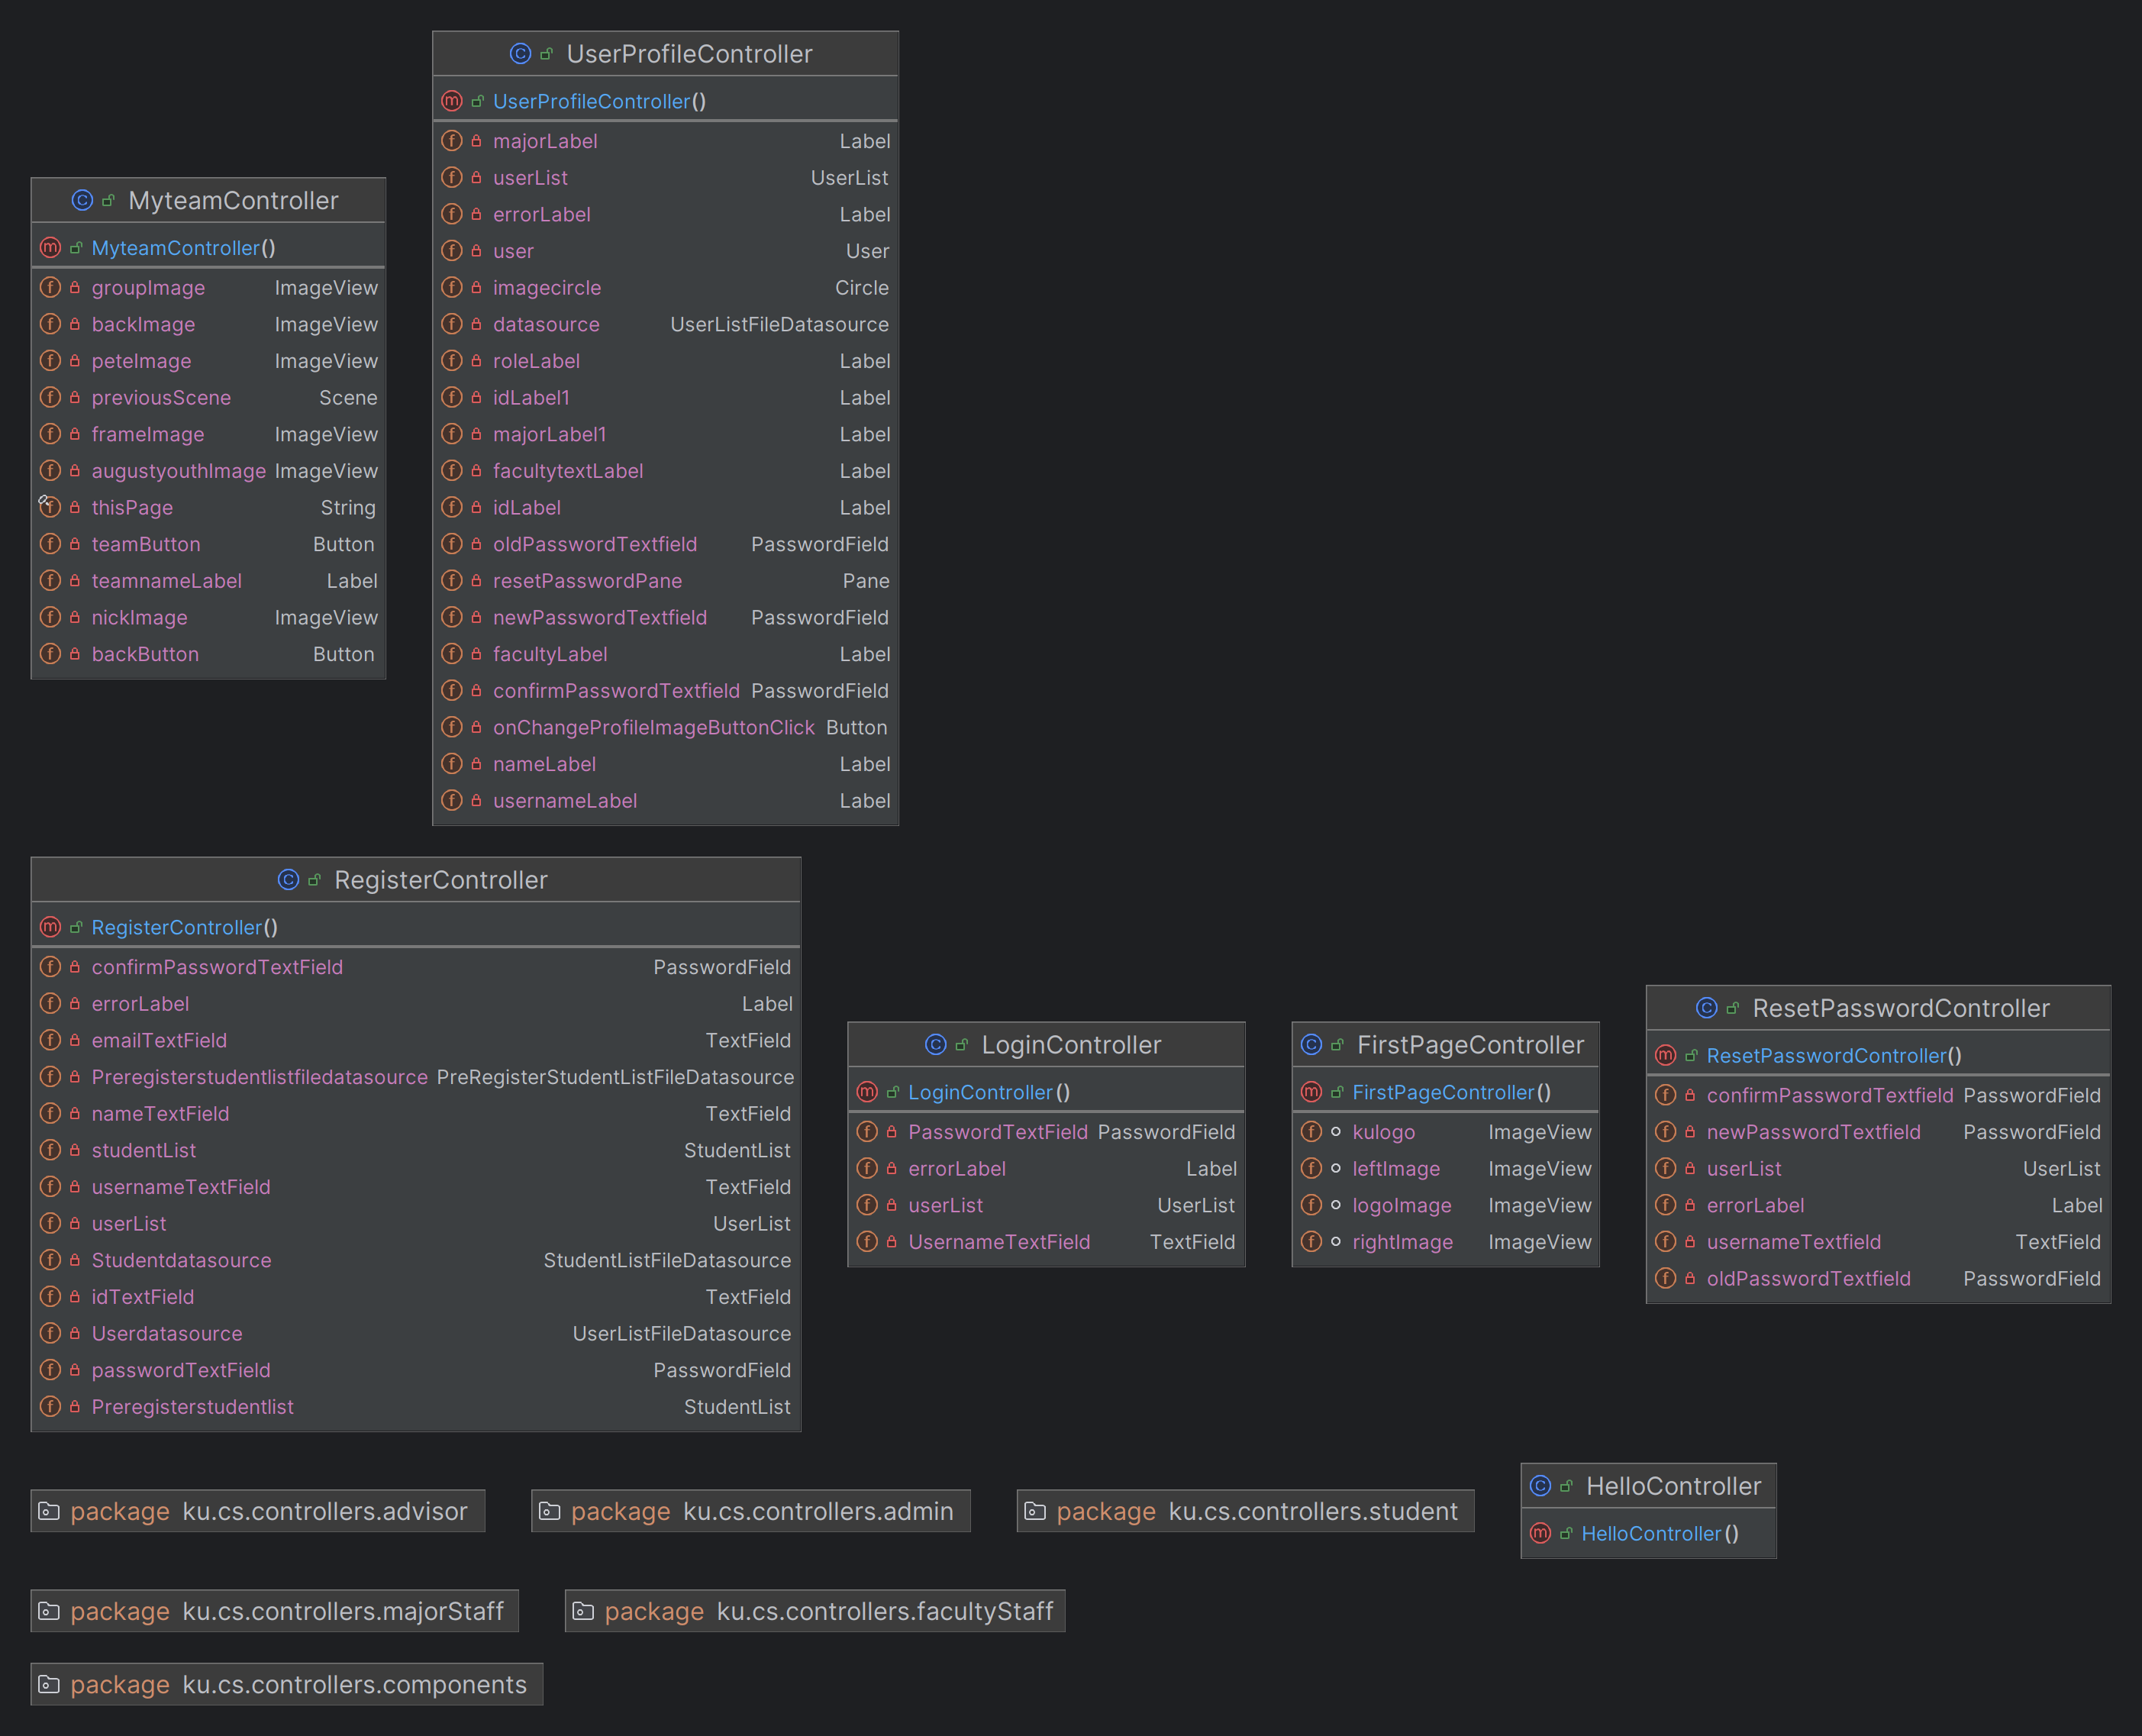 UserProfileController
UserProfileController()
majorLabel Label
userList UserList
errorLabel Label
user User
imagecircle Circle
datasource UserListFileDatasource
roleLabel Label
idLabel1 Label
majorLabel1 Label
facultytextLabel Label
idLabel Label
oldPasswordTextfield PasswordField
resetPasswordPane Pane
newPasswordTextfield PasswordField
facultyLabel Label
confirmPasswordTextfield PasswordField
onChangeProfileImageButtonClick Button
nameLabel Label
usernameLabel Label
MyteamController
MyteamController()
groupImage ImageView
backImage ImageView
peteImage ImageView
previousScene Scene
frameImage ImageView
augustyouthImage ImageView
thisPage String
teamButton Button
teamnameLabel Label
nickImage ImageView
backButton Button
RegisterController
RegisterController()
confirmPasswordTextField PasswordField
errorLabel Label
emailTextField TextField
Preregisterstudentlistfiledatasource PreRegisterStudentListFileDatasource
nameTextField TextField
studentList StudentList
usernameTextField TextField
userList UserList
Studentdatasource StudentListFileDatasource
idTextField TextField
Userdatasource UserListFileDatasource
passwordTextField PasswordField
Preregisterstudentlist StudentList
LoginController
LoginController()
PasswordTextField PasswordField
errorLabel Label
userList UserList
UsernameTextField TextField
FirstPageController
FirstPageController()
kulogo ImageView
leftImage ImageView
logoImage ImageView
rightImage ImageView
ResetPasswordController
ResetPasswordController()
confirmPasswordTextfield PasswordField
newPasswordTextfield PasswordField
userList UserList
errorLabel Label
usernameTextfield TextField
oldPasswordTextfield PasswordField
package ku.cs.controllers.advisor
package ku.cs.controllers.admin
package ku.cs.controllers.student
HelloController
HelloController()
package ku.cs.controllers.majorStaff
package ku.cs.controllers.facultyStaff
package ku.cs.controllers.components